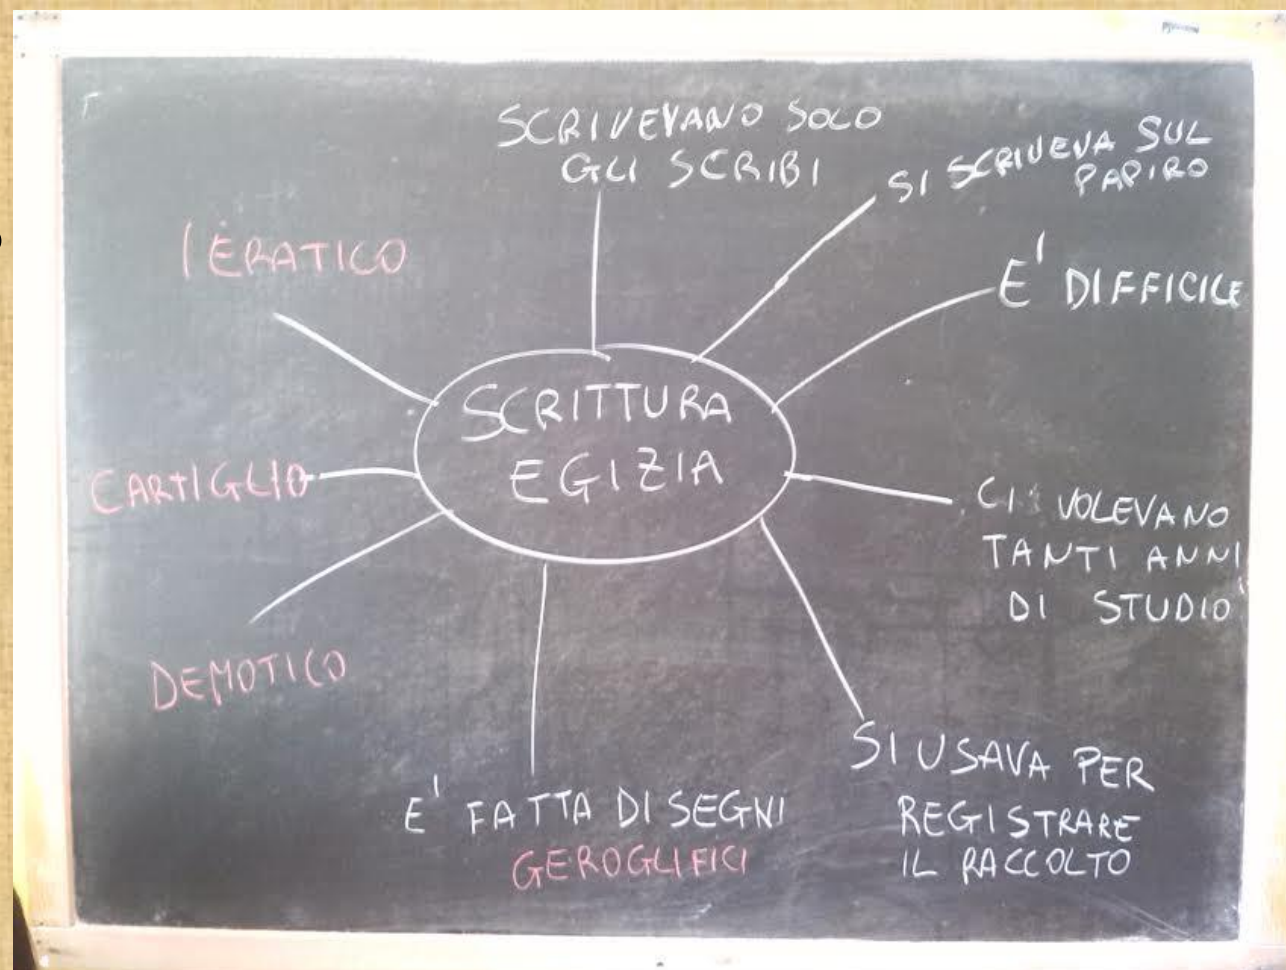 SCRIVEVANO SOLO
GLI SCRIBI
SI SCRIVEVA SUL
PAPIRO
E' DIFFICILE
IERATICO
SCRITTURA
EGIZIA
CARTIGLIO
CI VOLEVANO
TANTI ANNI
DI STUDIO
DEMOTICO
SI USAVA PER
REGISTRARE
IL RACCOLTO
E' FATTA DI SEGNI
GEROGLIFICI